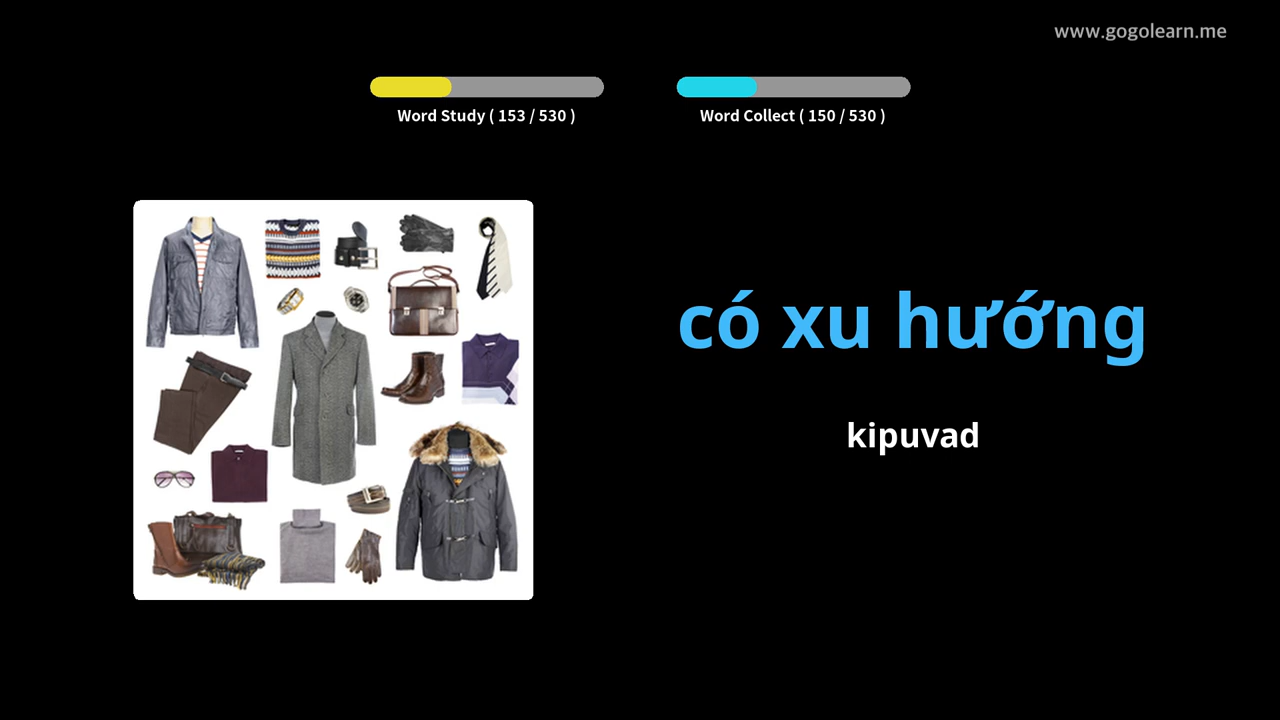 www.gogolearn.me
Word Study ( 153 / 530 )
Word Collect ( 150 / 530 )
có xu hướng
kipuvad